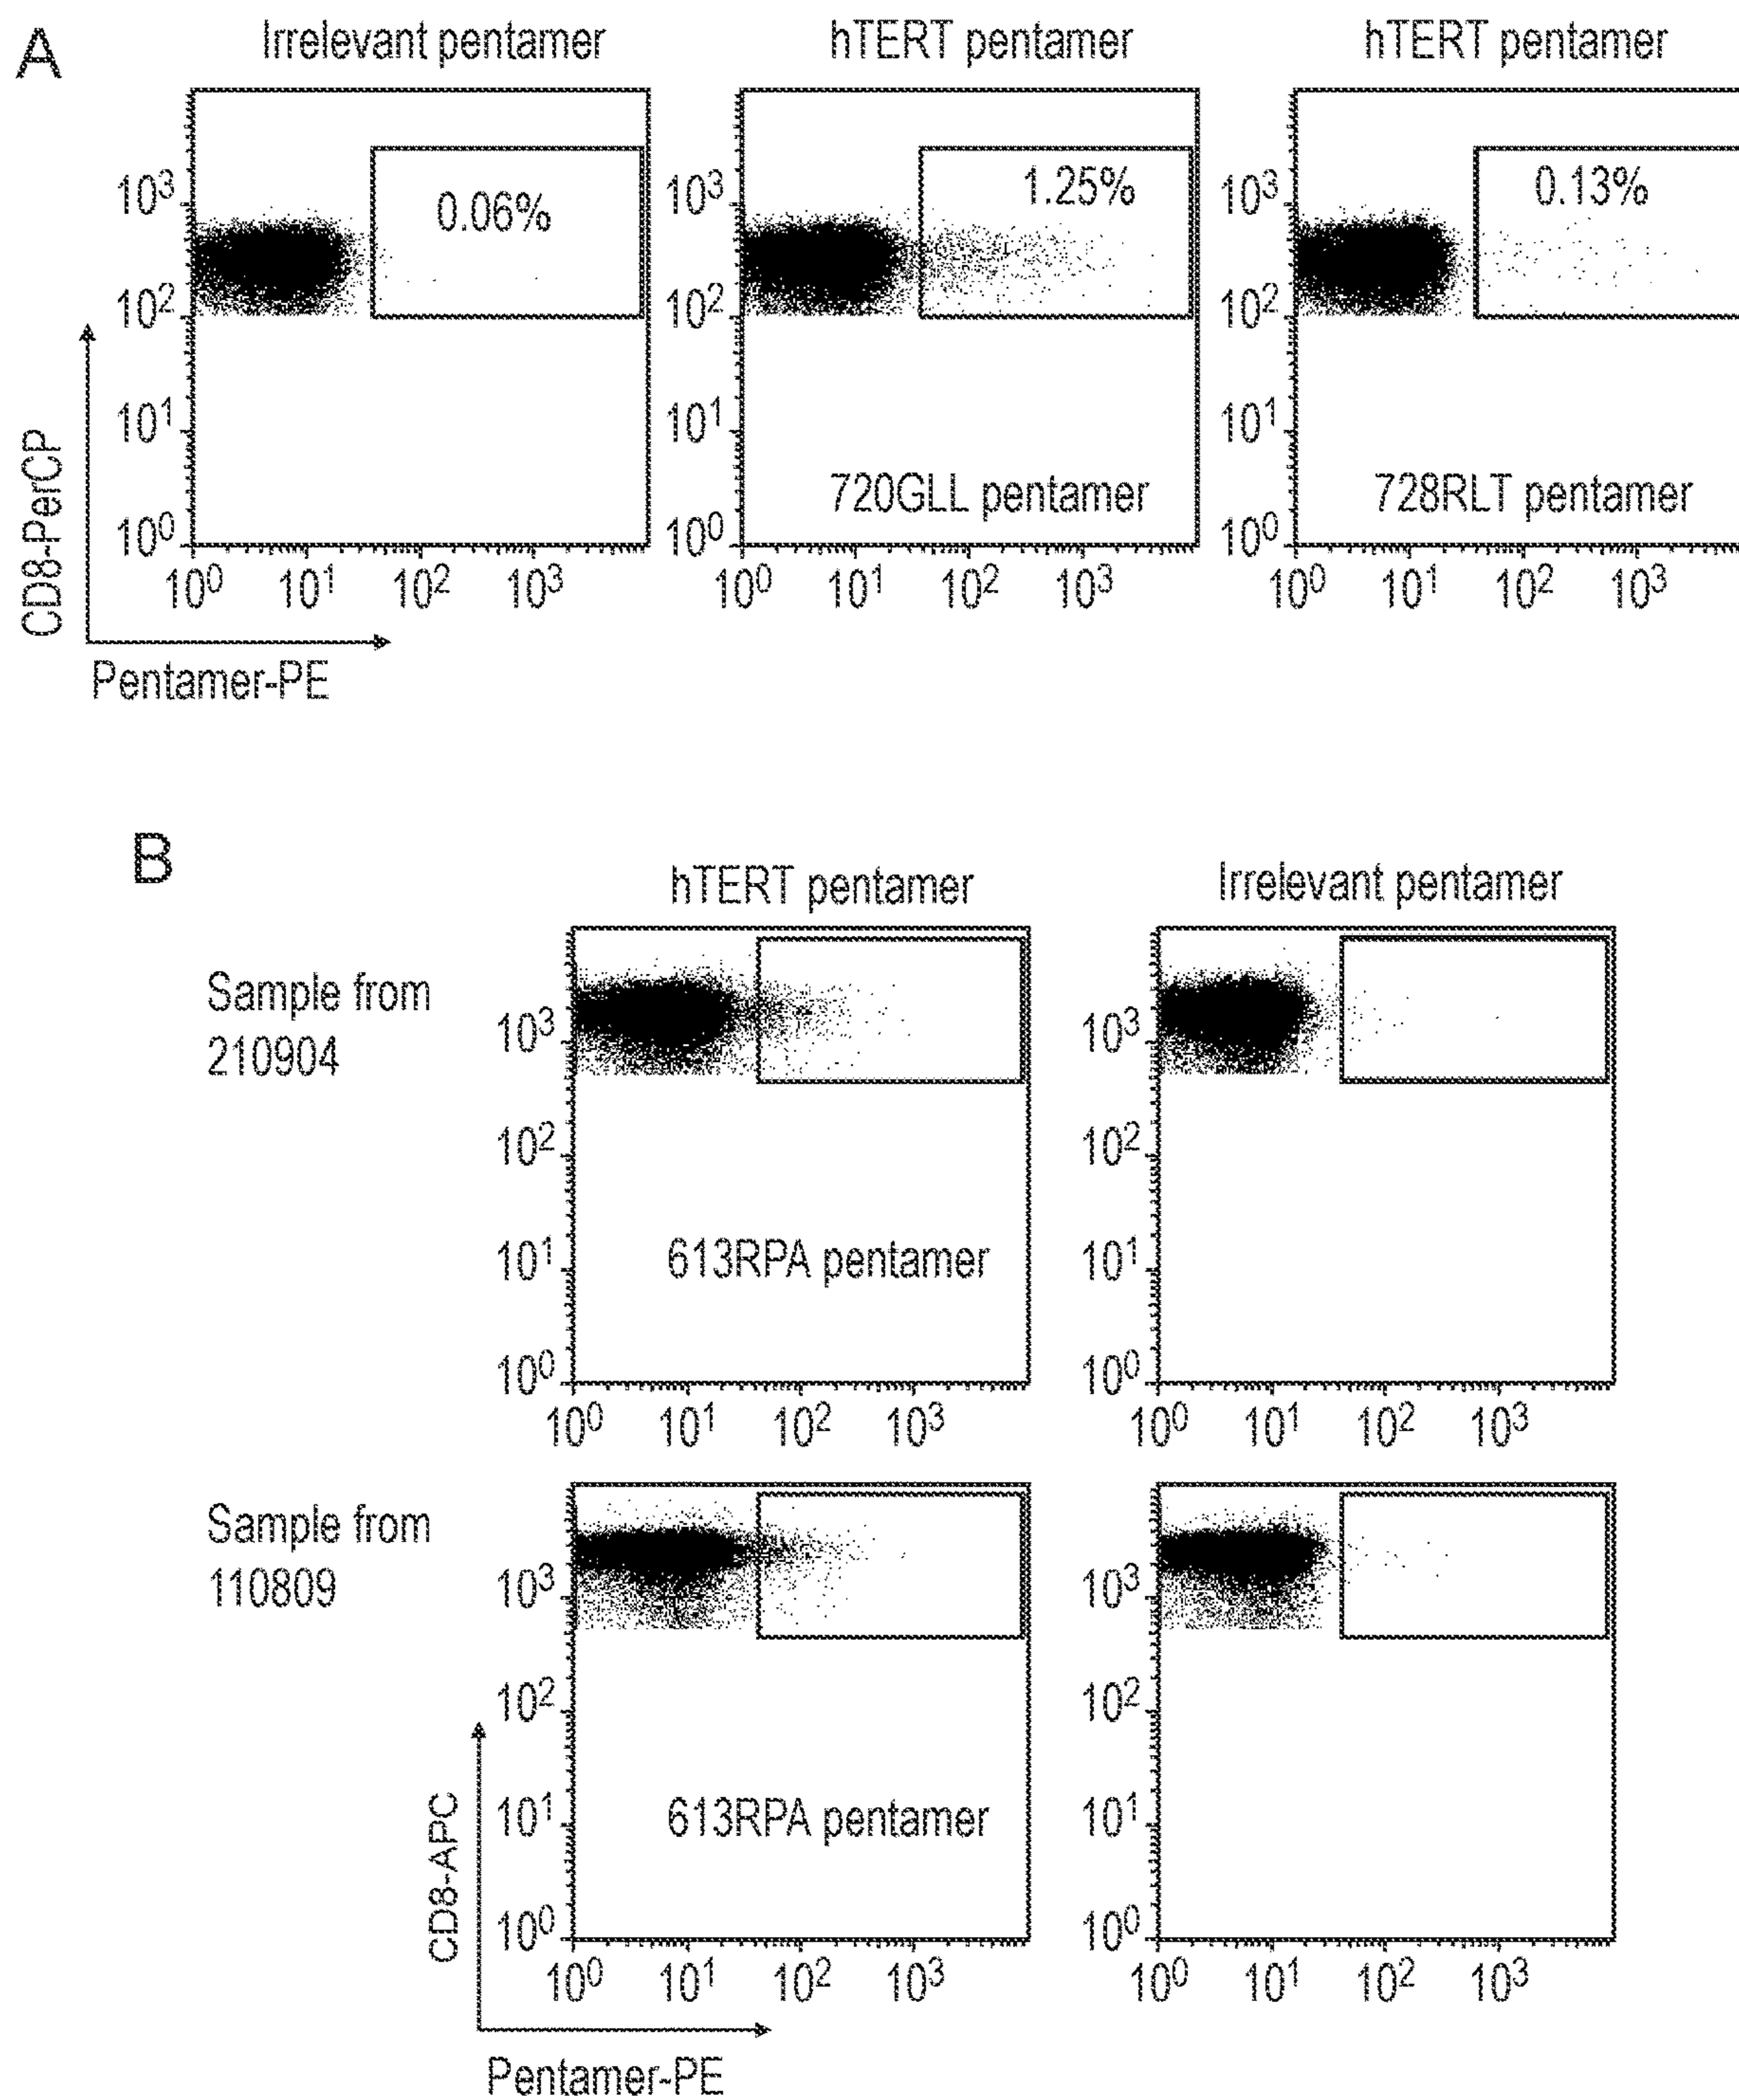 A
Irrelevant pentamer
hTERT pentamer
hTERT pentamer
10³
10²
10¹
10⁰
0.06%
10⁰ 10¹ 10² 10³
10³
10²
10¹
10⁰
1.25%
720GLL pentamer
10⁰ 10¹ 10² 10³
10³
10²
10¹
10⁰
0.13%
728RLT pentamer
10⁰ 10¹ 10² 10³
CD8-PerCP
Pentamer-PE
B
hTERT pentamer
Irrelevant pentamer
Sample from
210904
10³
10²
10¹
10⁰
613RPA pentamer
10⁰ 10¹ 10² 10³
10³
10²
10¹
10⁰
10⁰ 10¹ 10² 10³
Sample from
110809
10³
10²
10¹
10⁰
613RPA pentamer
10⁰ 10¹ 10² 10³
10³
10²
10¹
10⁰
10⁰ 10¹ 10² 10³
CD8-APC
Pentamer-PE